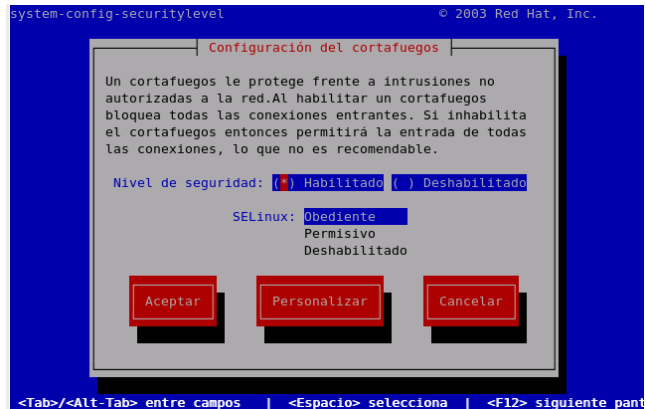 system-config-securitylevel © 2003 Red Hat, Inc.
Configuración del cortafuegos
Un cortafuegos le protege frente a intrusiones no
autorizadas a la red.Al habilitar un cortafuegos
bloquea todas las conexiones entrantes. Si inhabilita
el cortafuegos entonces permitirá la entrada de todas
las conexiones, lo que no es recomendable.
Nivel de seguridad: (*) Habilitado ( ) Deshabilitado
SELinux: Obediente
Permisivo
Deshabilitado
Aceptar Personalizar Cancelar
<Tab>/<Alt-Tab> entre campos | <Espacio> selecciona | <F12> siguiente pant